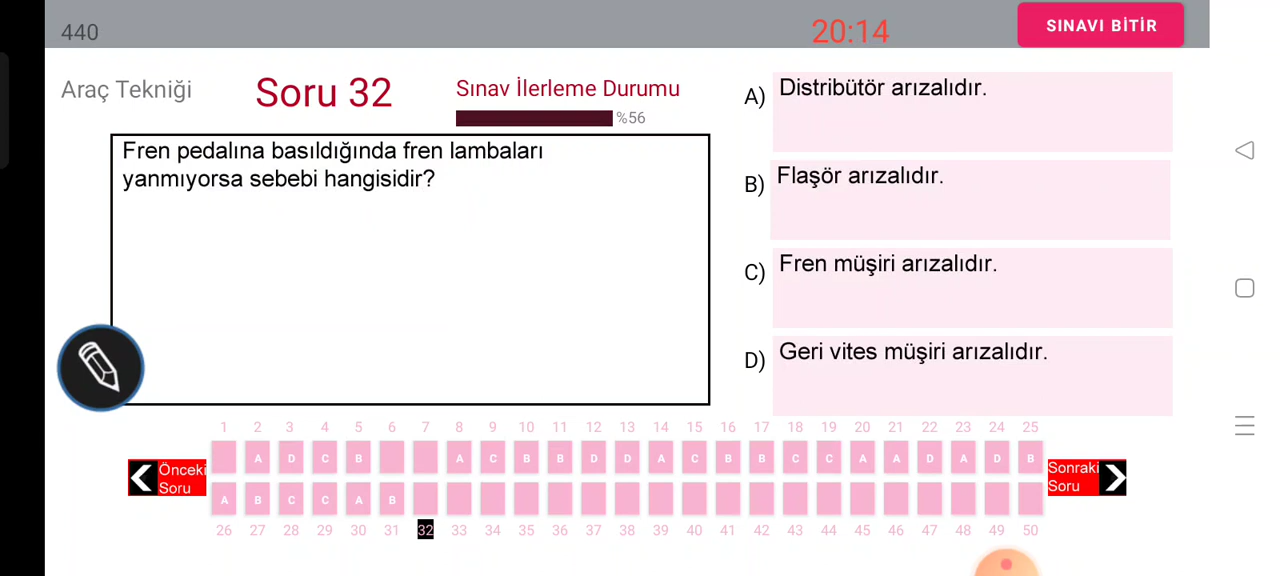 440
20:14
SINAVI BİTİR
Araç Tekniği
Soru 32
Sınav İlerleme Durumu
%56
Fren pedalına basıldığında fren lambaları
yanmıyorsa sebebi hangisidir?
A) Distribütör arızalıdır.
B) Flaşör arızalıdır.
C) Fren müşiri arızalıdır.
D) Geri vites müşiri arızalıdır.
1 2 3 4 5 6 7 8 9 10 11 12 13 14 15 16 17 18 19 20 21 22 23 24 25
A D C B A C B B D D A C B B C C A A D A D B
Önceki
Soru
Sonraki
Soru
A B C C A B
26 27 28 29 30 31 32 33 34 35 36 37 38 39 40 41 42 43 44 45 46 47 48 49 50